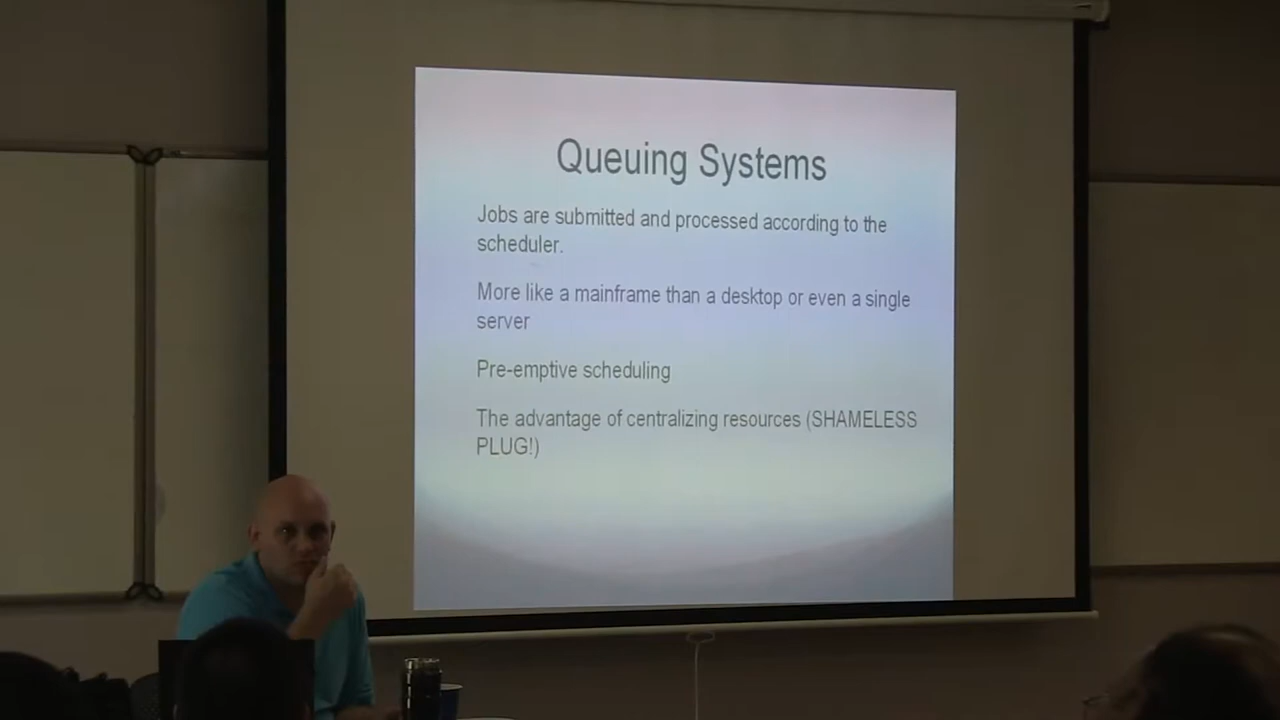 Queuing Systems
Jobs are submitted and processed according to the
scheduler.
More like a mainframe than a desktop or even a single
server
Pre-emptive scheduling
The advantage of centralizing resources (SHAMELESS
PLUG!)